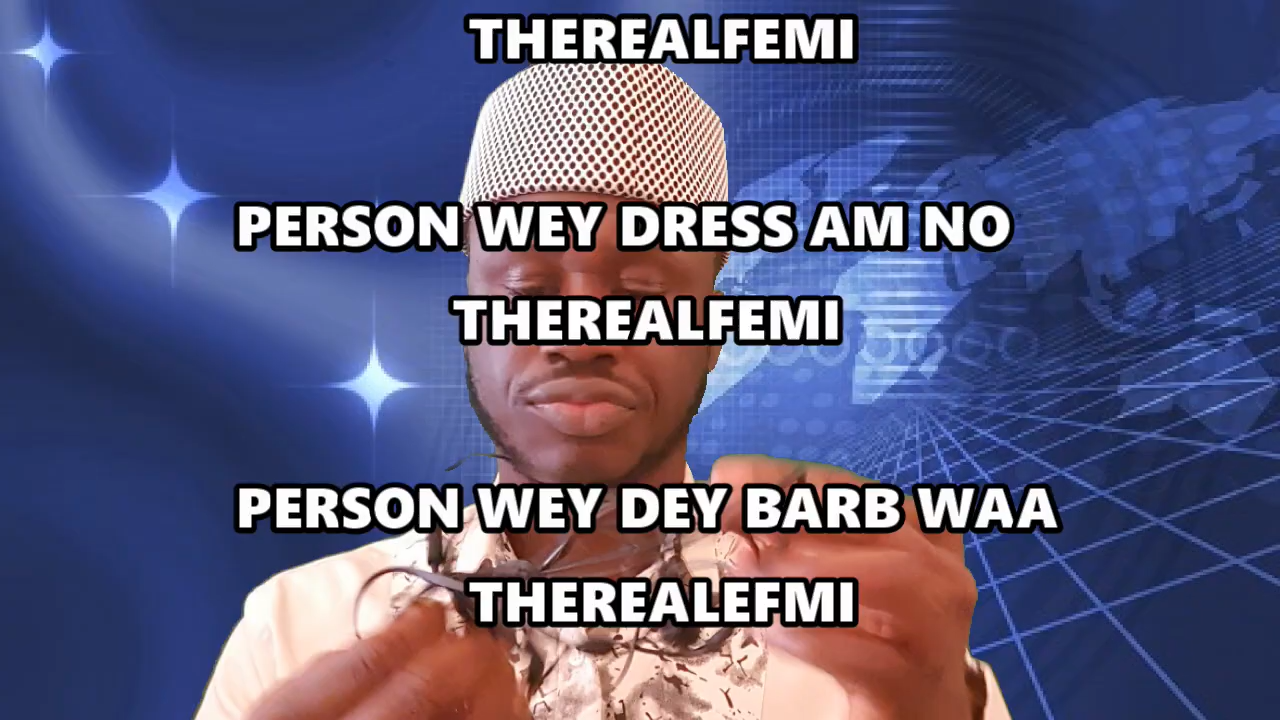 THEREALFEMI
PERSON WEY DRESS AM NO
THEREALFEMI
PERSON WEY DEY BARB WAA
THEREALEFMI